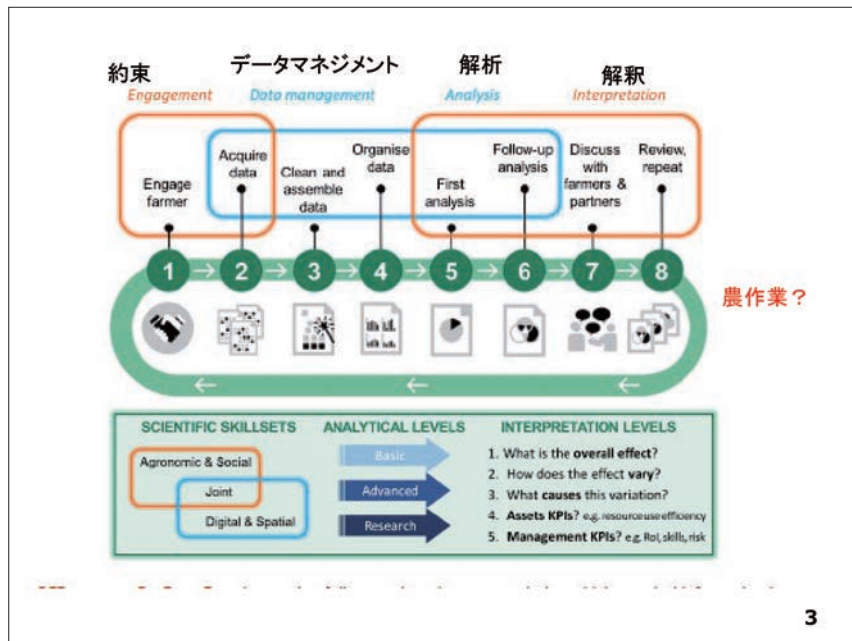 約束
データマネジメント
解析
解釈
Engagement
Data management
Analysis
Interpretation
Engage
farmer
Acquire
data
Clean and
assemble
data
Organise
data
First
analysis
Follow-up
analysis
Discuss
with
farmers &
partners
Review,
repeat
1
2
3
4
5
6
7
8
農作業？
SCIENTIFIC SKILLSETS
Agronomic & Social
Joint
Digital & Spatial
ANALYTICAL LEVELS
Basic
Advanced
Research
INTERPRETATION LEVELS
1. What is the overall effect?
2. How does the effect vary?
3. What causes this variation?
4. Assets KPIs? e.g. resource use efficiency
5. Management KPIs? e.g. RoI, skills, risk
3